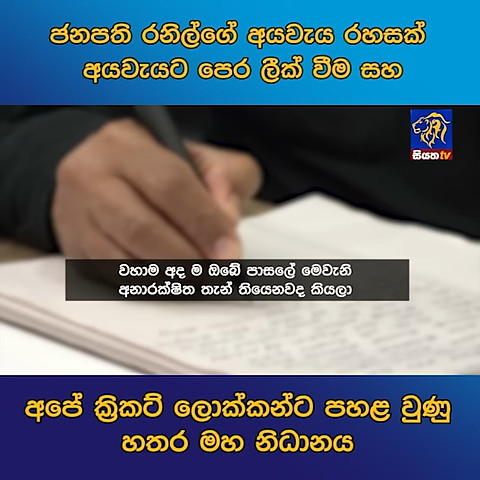 ජනපති රනිල්ගේ අයවැය රහසක්
අයවැයට පෙර ලීක් වීම සහ
සියත tv
වහාම අද ම ඔබේ පාසලේ මෙවැනි
අනාරක්ෂිත තැන් තියෙනවද කියලා
අපේ ක්‍රිකට් ලොක්කන්ට පහළ වුණු
හතර මහ නිධානය